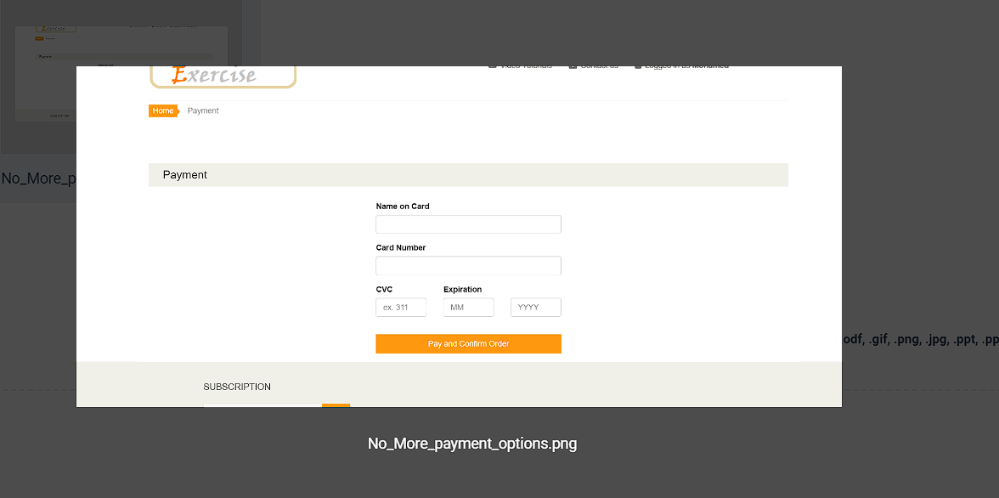 Exercise
Video Tutorials Contact us Logged in as Mohamed
Home Payment
Payment
No_More_p
Name on Card
Card Number
CVC Expiration
ex. 311 MM YYYY
Pay and Confirm Order
odf, .gif, .png, .jpg, .ppt, .pp
SUBSCRIPTION
No_More_payment_options.png